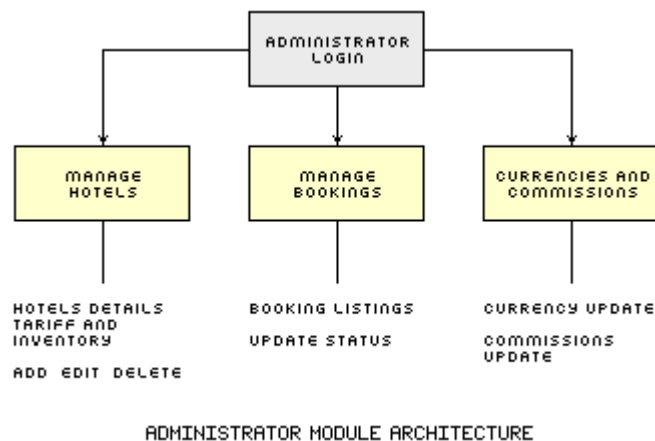 ADMINISTRATOR
LOGIN
MANAGE
HOTELS
MANAGE
BOOKINGS
CURRENCIES AND
COMMISSIONS
HOTELS DETAILS
TARIFF AND
INVENTORY
ADD EDIT DELETE
BOOKING LISTINGS
UPDATE STATUS
CURRENCY UPDATE
COMMISSIONS
UPDATE
ADMINISTRATOR MODULE ARCHITECTURE